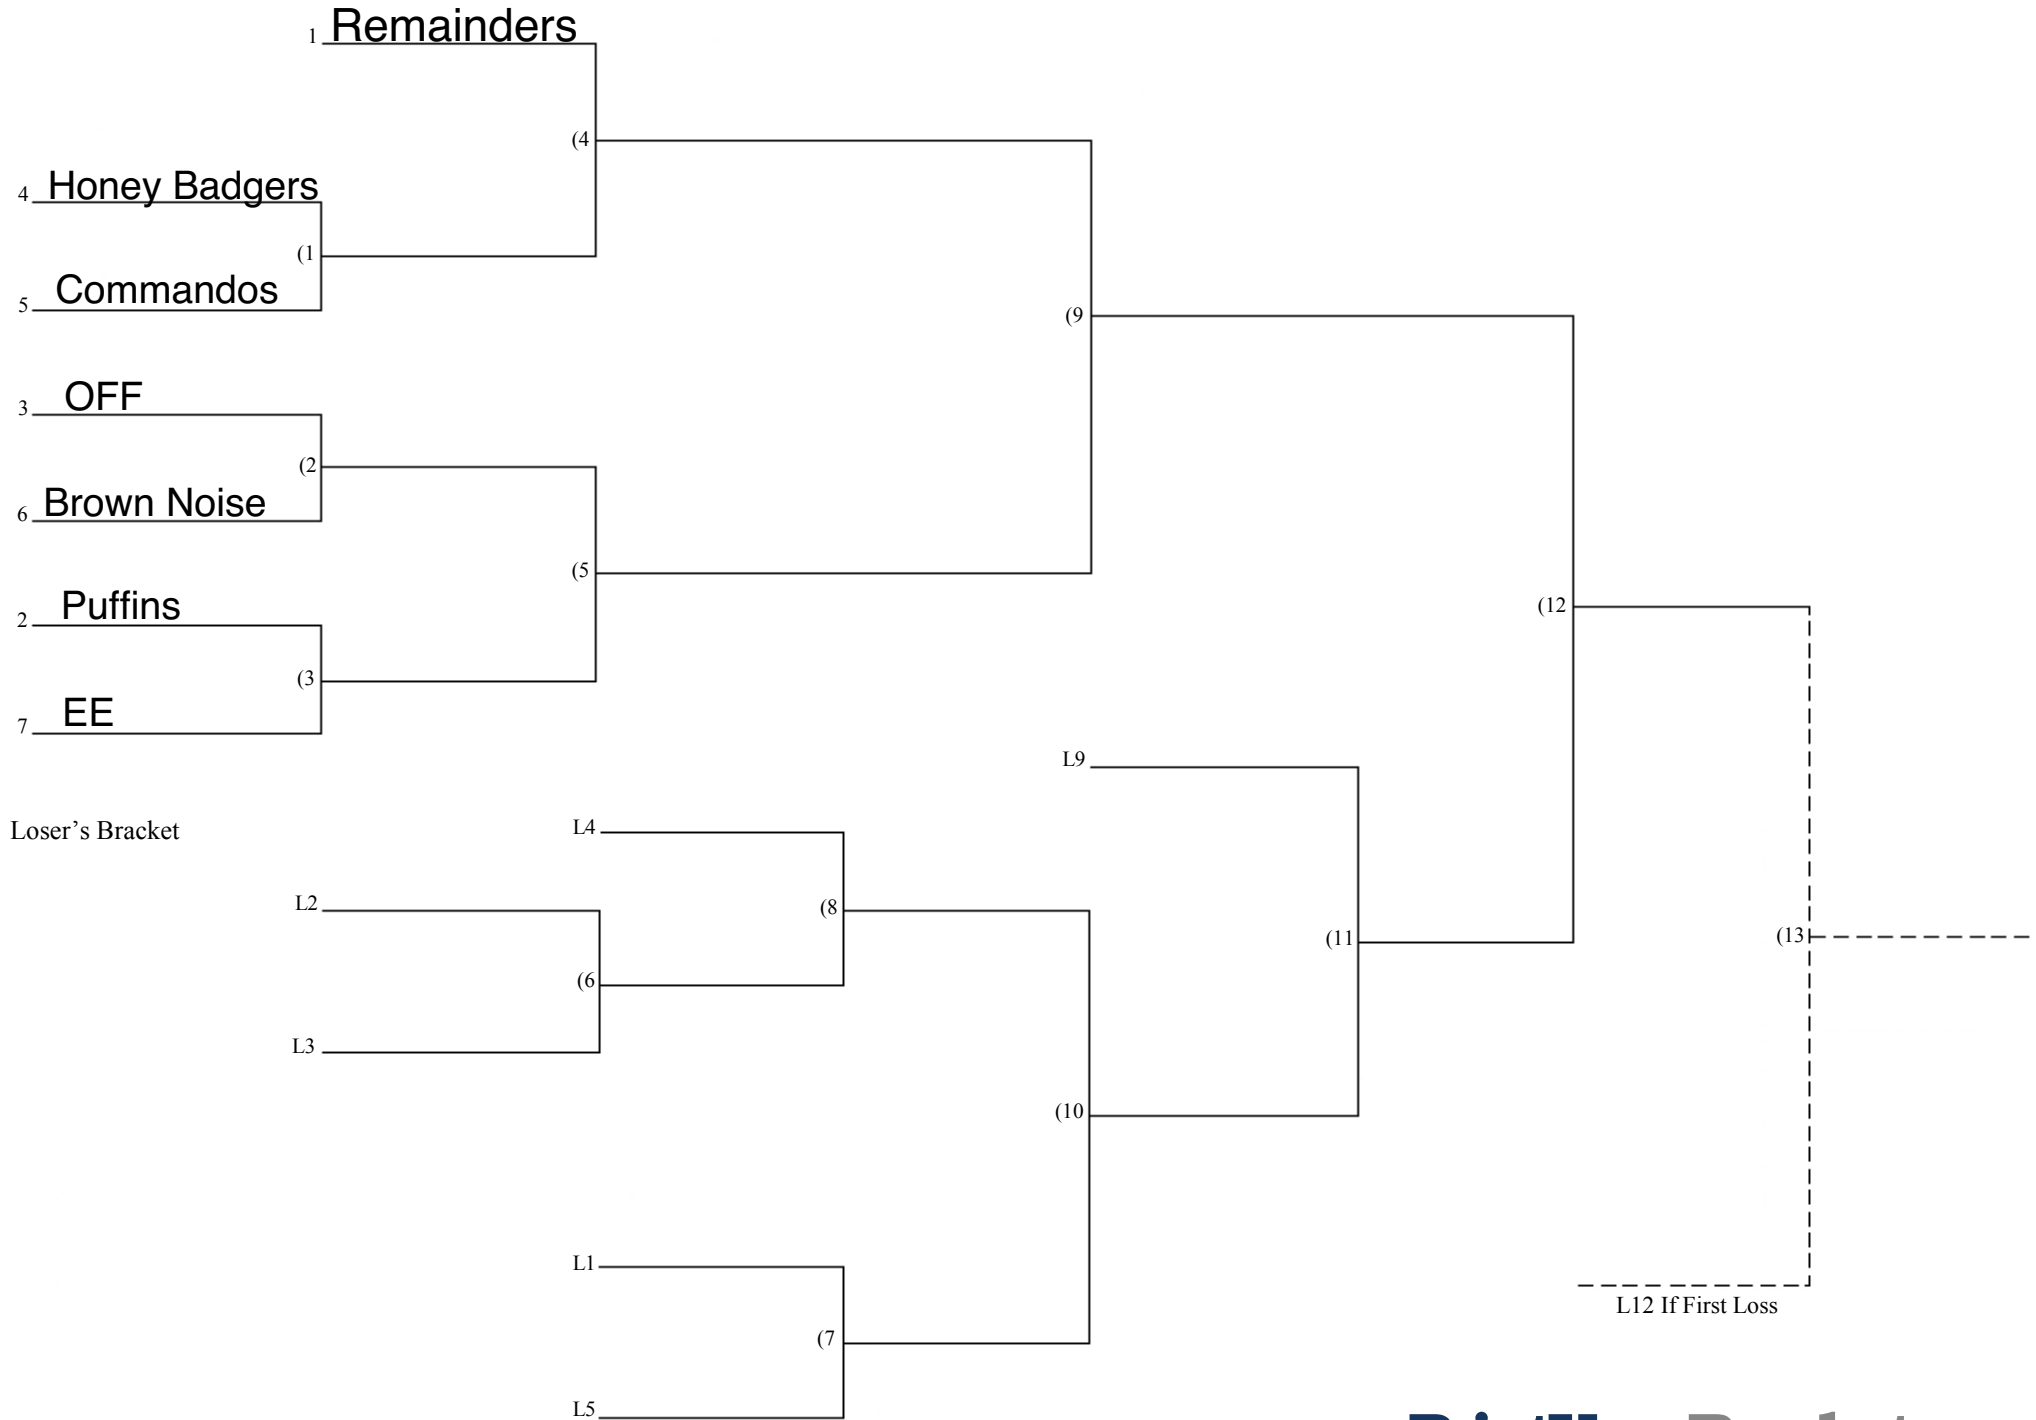 1 Remainders
(4
4 Honey Badgers
(1
5 Commandos
(9
3 OFF
(2
6 Brown Noise
(5
2 Puffins
(12
(3
7 EE
L9
Loser’s Bracket
L4
L2
(8
(11
(13
(6
L3
(10
L1
L12 If First Loss
(7
L5